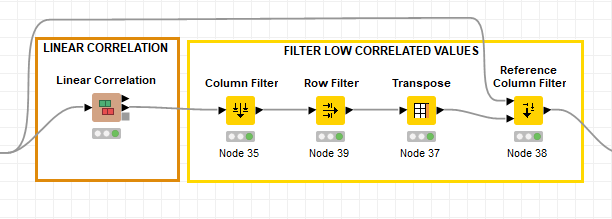 LINEAR CORRELATION
Linear Correlation
FILTER LOW CORRELATED VALUES
Column Filter
Node 35
Row Filter
Node 39
Transpose
Node 37
Reference
Column Filter
Node 38